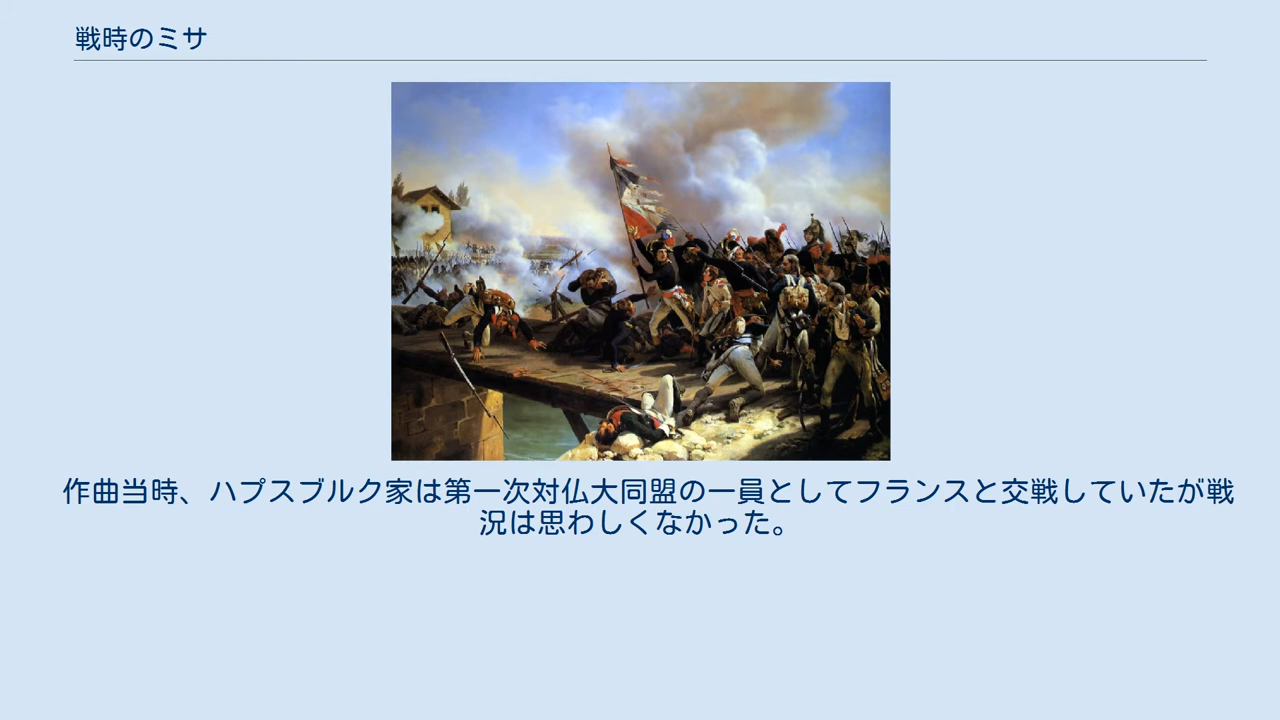 戦時のミサ
作曲当時、ハプスブルク家は第一次対仏大同盟の一員としてフランスと交戦していたが戦
況は思わしくなかった。